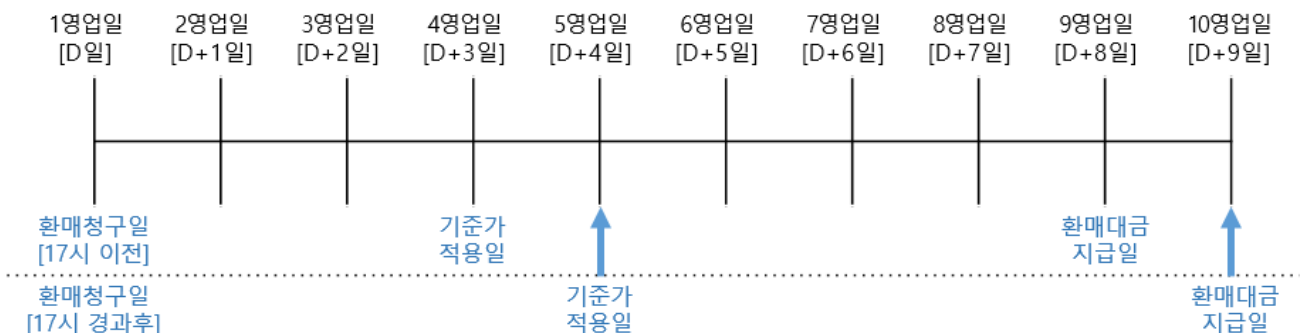 1영업일 2영업일 3영업일 4영업일 5영업일 6영업일 7영업일 8영업일 9영업일 10영업일
[D일] [D+1일] [D+2일] [D+3일] [D+4일] [D+5일] [D+6일] [D+7일] [D+8일] [D+9일]
환매청구일 기준가 환매대금
[17시 이전] 적용일 지급일
환매청구일 기준가 환매대금
[17시 경과후] 적용일 지급일